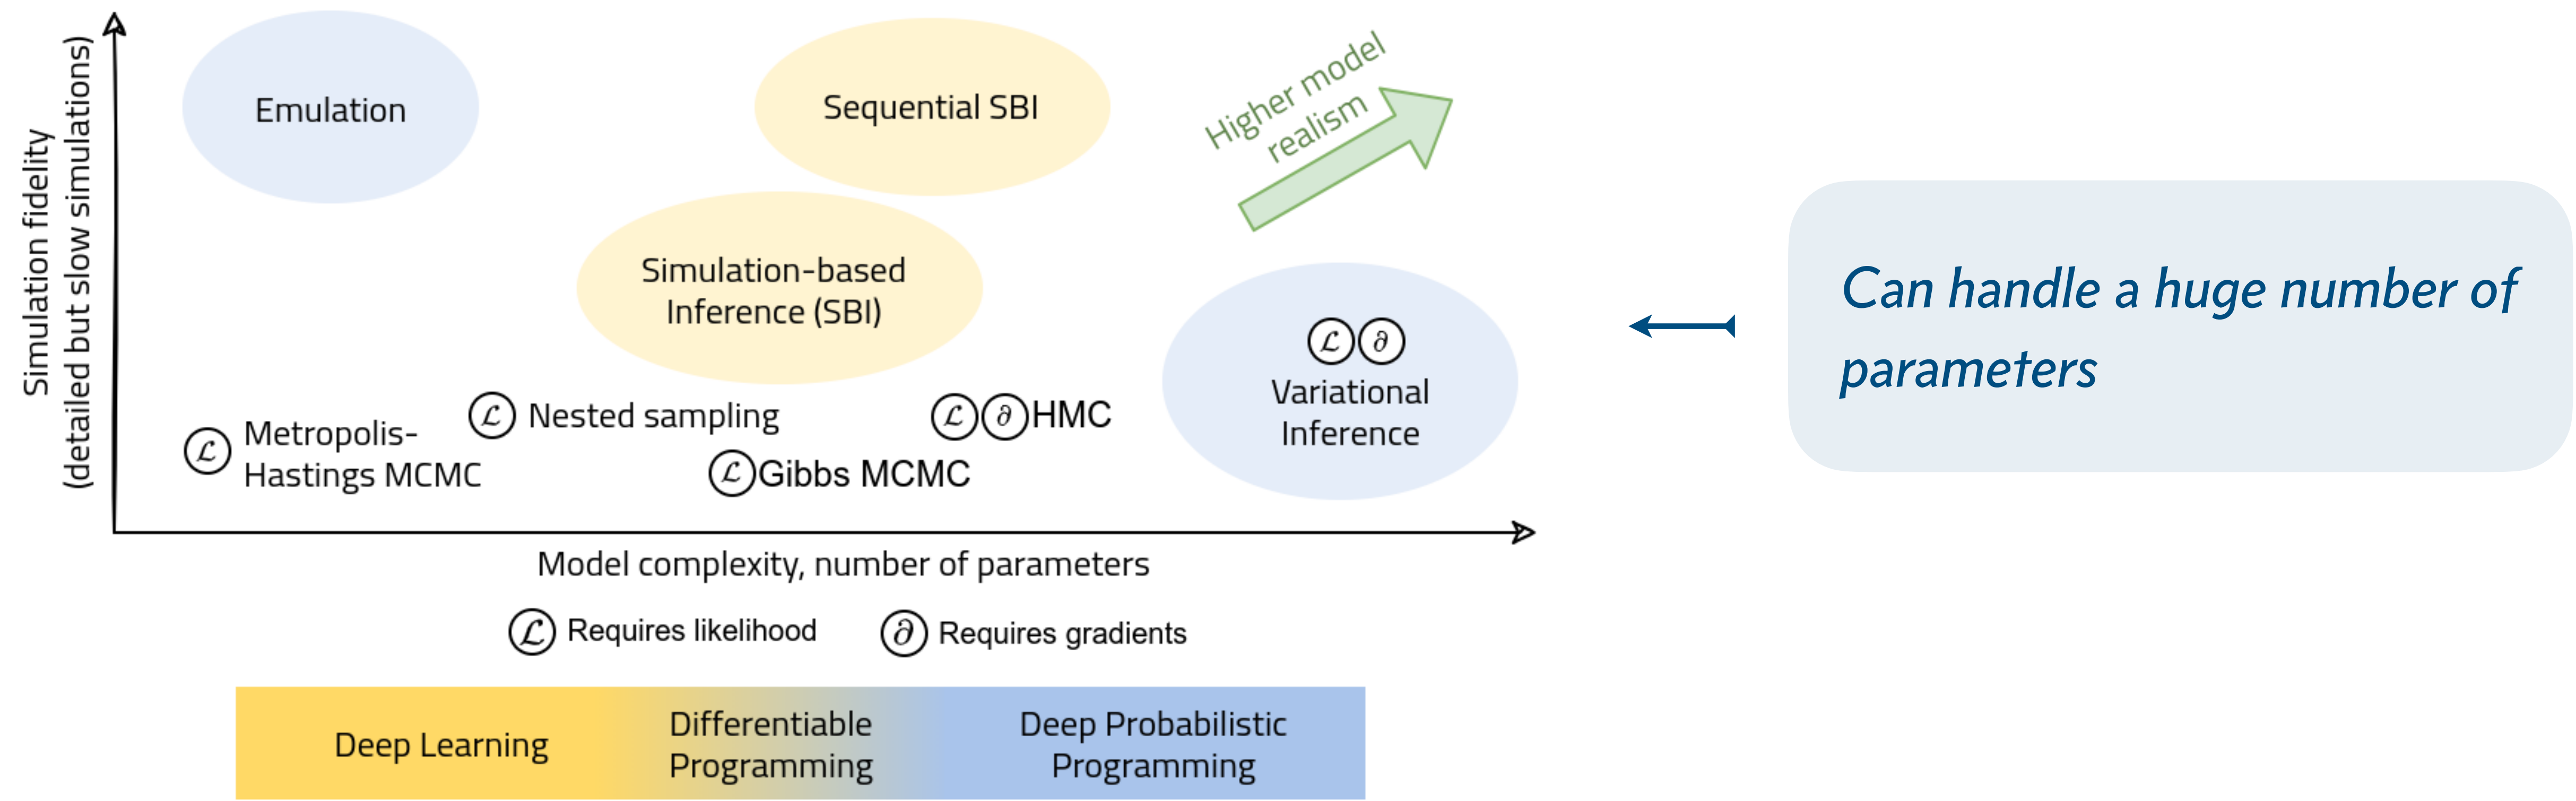 Simulation fidelity
(detailed but slow simulations)
Emulation
Sequential SBI
Higher model
realism
Simulation-based
Inference (SBI)
Can handle a huge number of
parameters
ℒ ∂
Variational
Inference
ℒ Nested sampling
ℒ ∂ HMC
ℒ Metropolis-
Hastings MCMC
ℒ Gibbs MCMC
Model complexity, number of parameters
ℒ Requires likelihood
∂ Requires gradients
Deep Learning
Differentiable
Programming
Deep Probabilistic
Programming